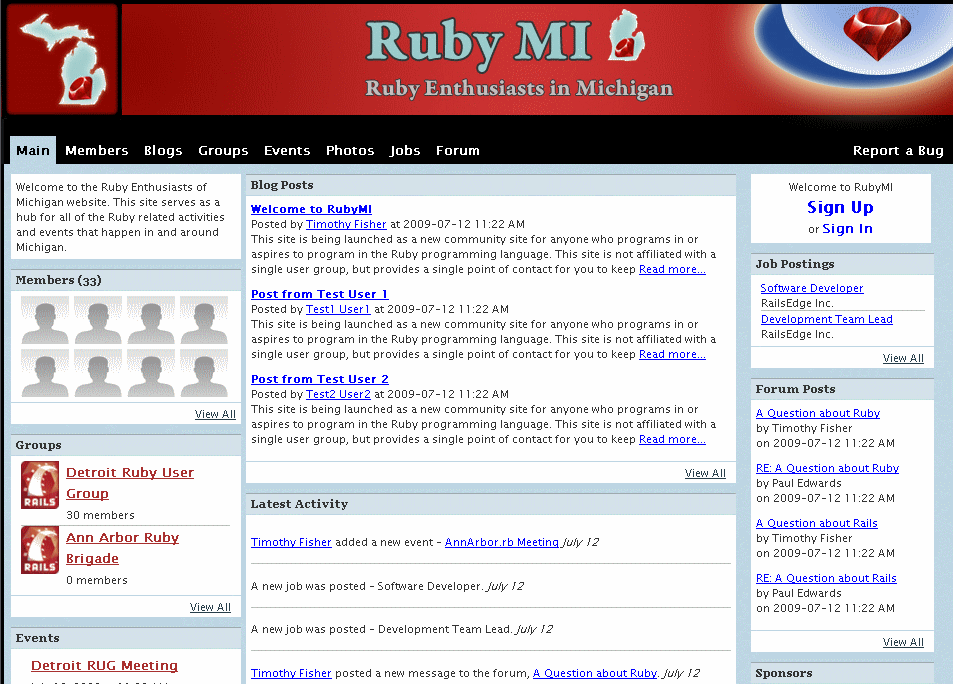 Ruby MI
Ruby Enthusiasts in Michigan
Main Members Blogs Groups Events Photos Jobs Forum Report a Bug
Welcome to the Ruby Enthusiasts of
Michigan website. This site serves as a
hub for all of the Ruby related activities
and events that happen in and around
Michigan.
Members (33)
View All
Groups
RAILS
Detroit Ruby User
Group
30 members
RAILS
Ann Arbor Ruby
Brigade
0 members
View All
Events
Detroit RUG Meeting
Blog Posts
Welcome to RubyMI
Posted by Timothy Fisher at 2009-07-12 11:22 AM
This site is being launched as a new community site for anyone who programs in or
aspires to program in the Ruby programming language. This site is not affiliated with a
single user group, but provides a single point of contact for you to keep Read more...
Post from Test User 1
Posted by Test1 User1 at 2009-07-12 11:22 AM
This site is being launched as a new community site for anyone who programs in or
aspires to program in the Ruby programming language. This site is not affiliated with a
single user group, but provides a single point of contact for you to keep Read more...
Post from Test User 2
Posted by Test2 User2 at 2009-07-12 11:22 AM
This site is being launched as a new community site for anyone who programs in or
aspires to program in the Ruby programming language. This site is not affiliated with a
single user group, but provides a single point of contact for you to keep Read more...
View All
Latest Activity
Timothy Fisher added a new event - AnnArbor.rb Meeting July 12
A new job was posted - Software Developer. July 12
A new job was posted - Development Team Lead. July 12
Timothy Fisher posted a new message to the forum, A Question about Ruby. July 12
Welcome to RubyMI
Sign Up
or Sign In
Job Postings
Software Developer
RailsEdge Inc.
Development Team Lead
RailsEdge Inc.
View All
Forum Posts
A Question about Ruby
by Timothy Fisher
on 2009-07-12 11:22 AM
RE: A Question about Ruby
by Paul Edwards
on 2009-07-12 11:22 AM
A Question about Rails
by Timothy Fisher
on 2009-07-12 11:22 AM
RE: A Question about Rails
by Paul Edwards
on 2009-07-12 11:22 AM
View All
Sponsors